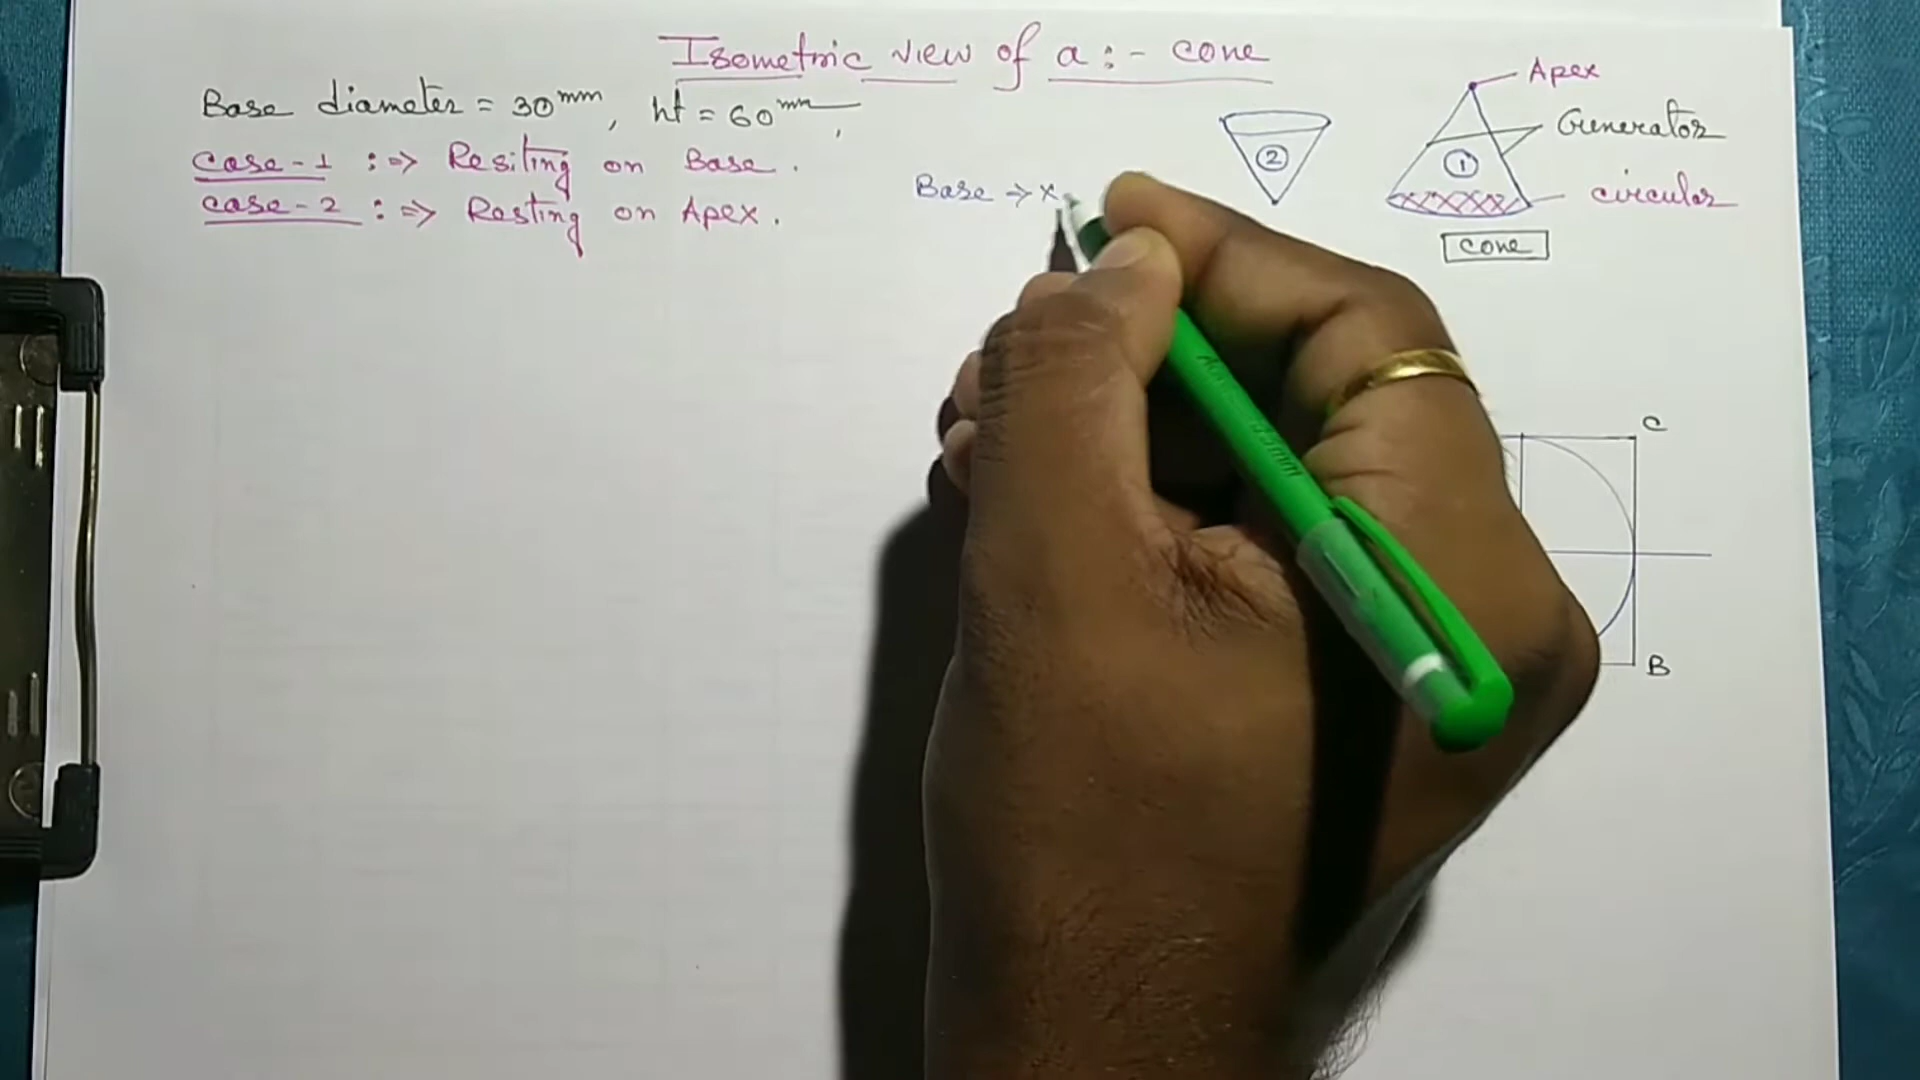 Isometric view of a :- cone
Base diameter = 30mm, ht = 60mm,
case-1 :⇒ Resiting on Base.
case-2 :⇒ Resting on Apex.
Base ⇒ x
2
Apex
Generator
1
circular
cone
C
B